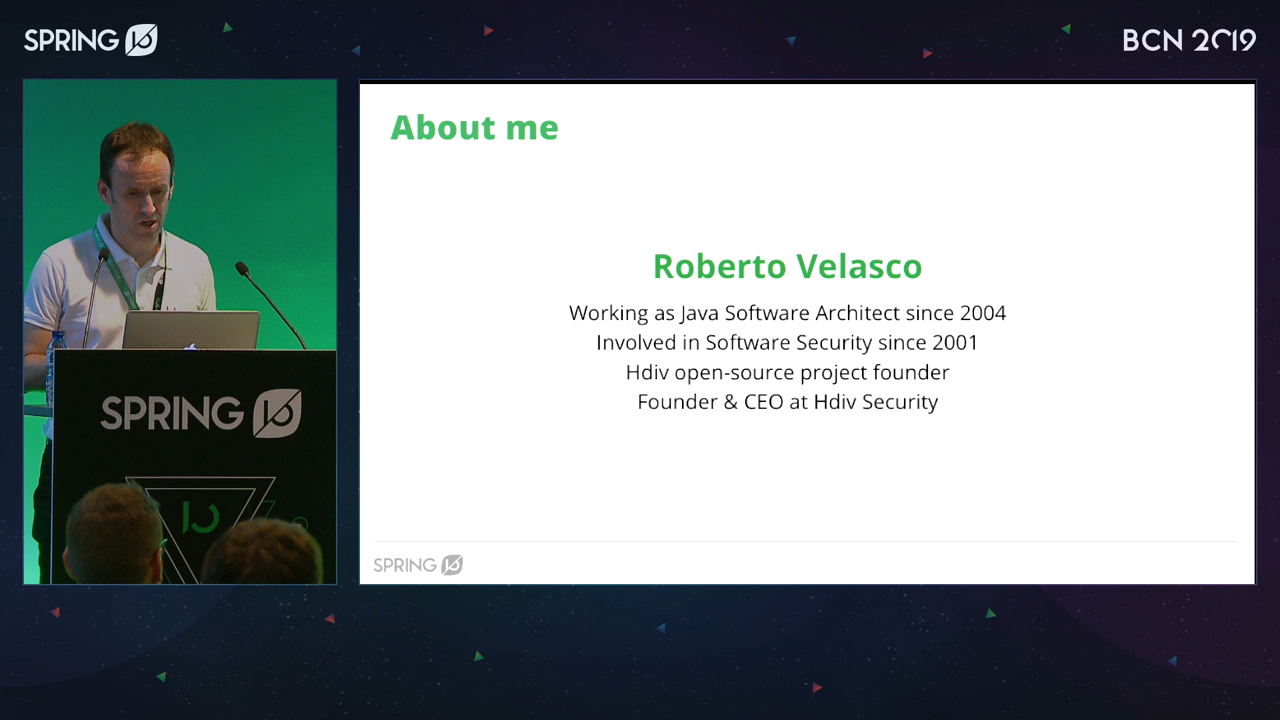 SPRING IO
BCN 2019
About me
Roberto Velasco
Working as Java Software Architect since 2004
Involved in Software Security since 2001
Hdiv open-source project founder
Founder & CEO at Hdiv Security
SPRING IO
SPRING IO